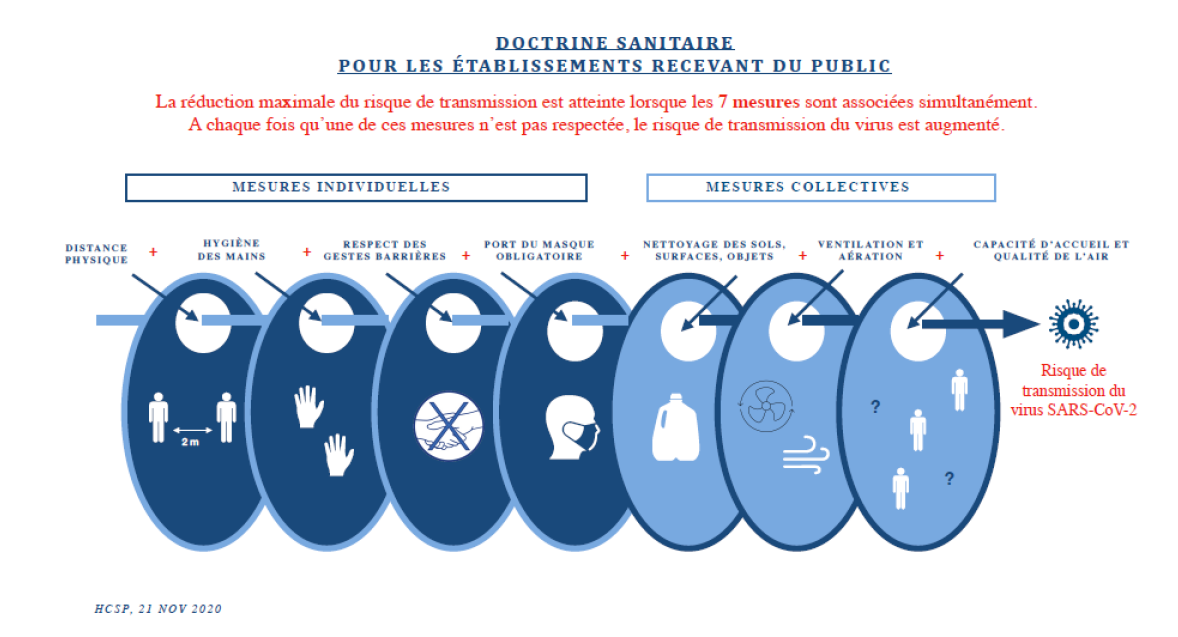 DOCTRINE SANITAIRE
POUR LES ÉTABLISSEMENTS RECEVANT DU PUBLIC
La réduction maximale du risque de transmission est atteinte lorsque les 7 mesures sont associées simultanément.
A chaque fois qu’une de ces mesures n’est pas respectée, le risque de transmission du virus est augmenté.
MESURES INDIVIDUELLES
MESURES COLLECTIVES
DISTANCE
PHYSIQUE
+
HYGIÈNE
DES MAINS
+
RESPECT DES
GESTES BARRIÈRES
+
PORT DU MASQUE
OBLIGATOIRE
+
NETTOYAGE DES SOLS,
SURFACES, OBJETS
+
VENTILATION ET
AÉRATION
+
CAPACITÉ D’ACCUEIL ET
QUALITÉ DE L’AIR
2 m
?
?
Risque de
transmission du
virus SARS-CoV-2
HCSP, 21 NOV 2020